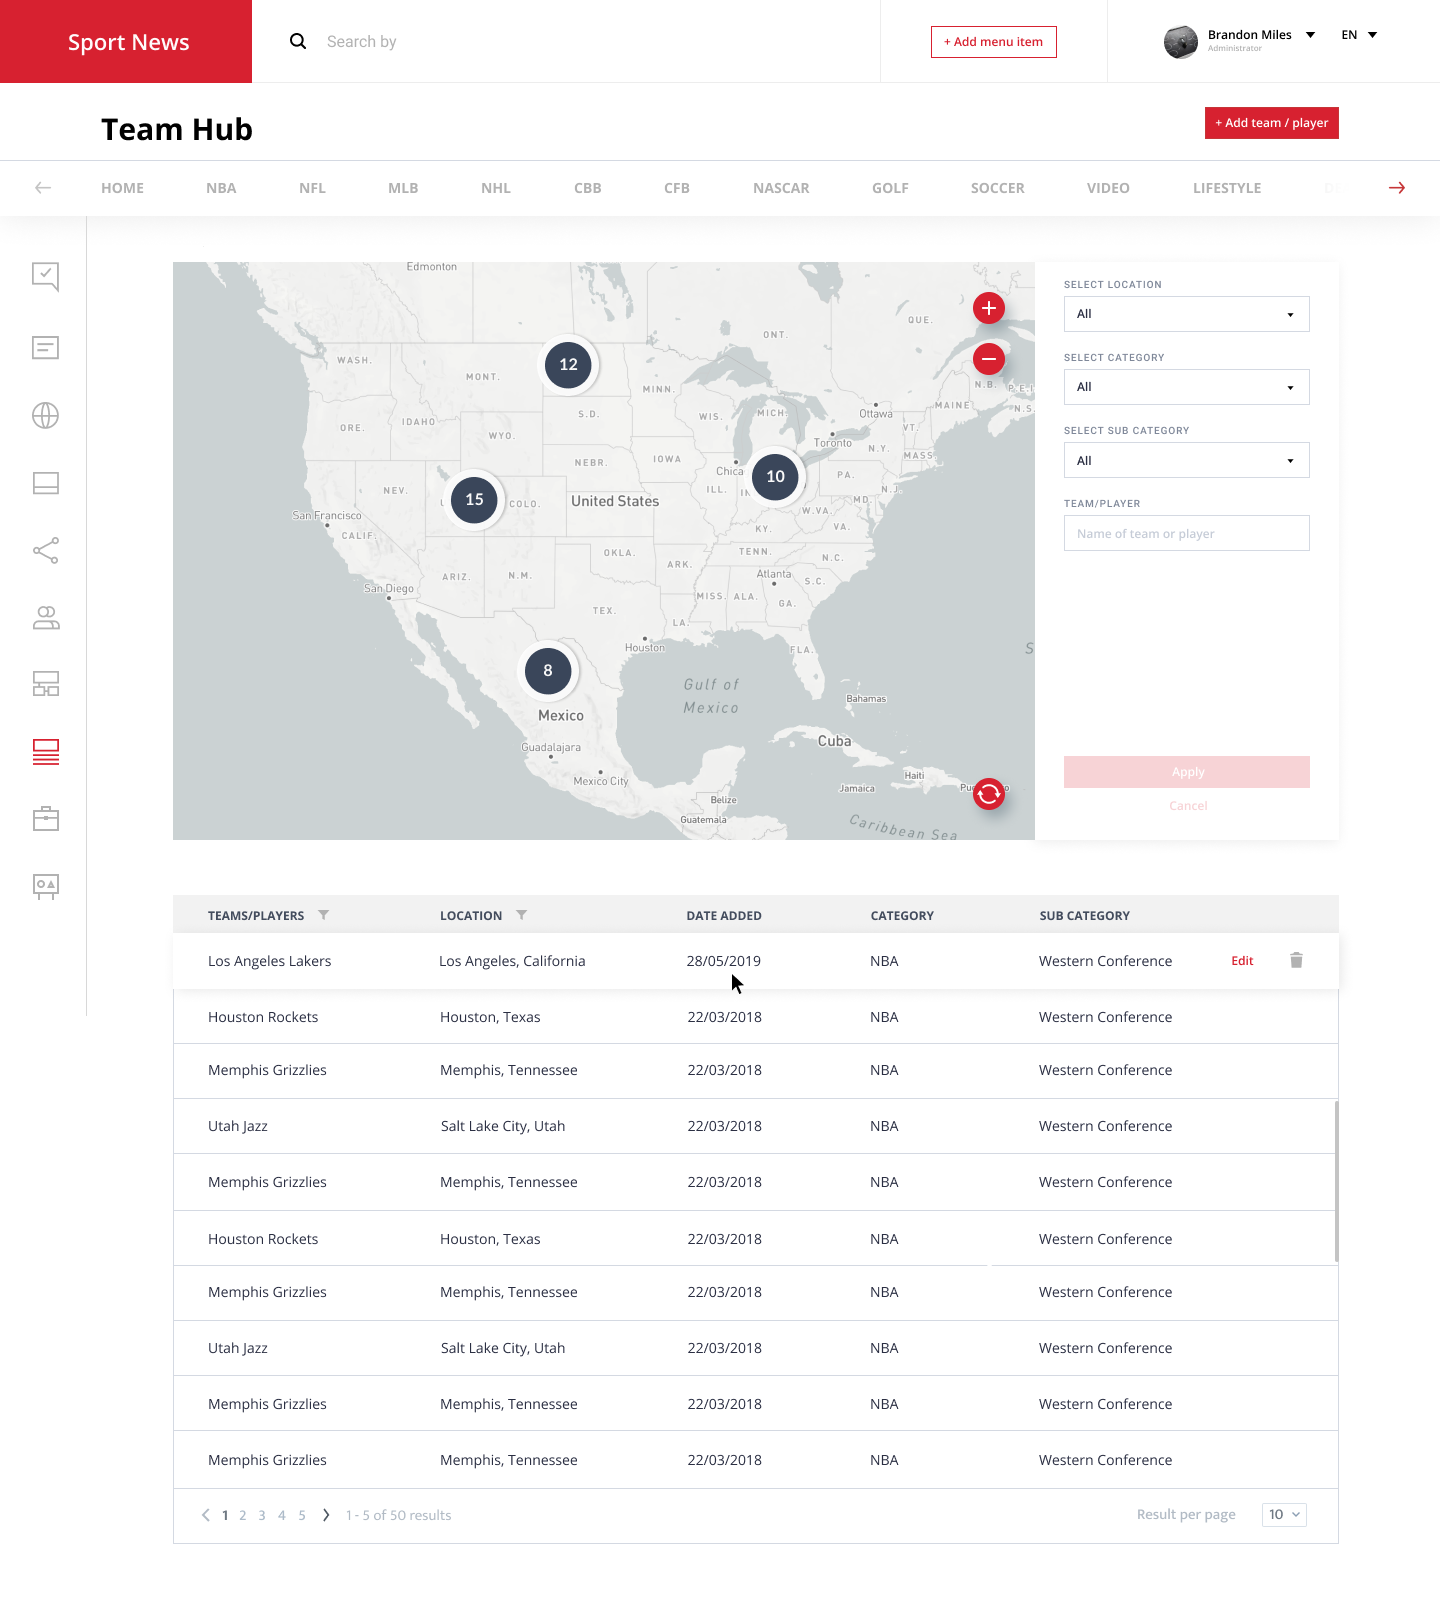 Sport News
Search by
+ Add menu item
Brandon Miles
Administrator
EN
Team Hub
+ Add team / player
HOME NBA NFL MLB NHL CBB CFB NASCAR GOLF SOCCER VIDEO LIFESTYLE
Edmonton
QUE.
ONT.
WASH.
12
MONT.
MINN.
N.B.
P.E.I.
MAINE
N.S.
Ottawa
MICH.
WIS.
S.D.
IDAHO
ORE.
WYO.
VT.
Toronto
N.Y.
MASS.
NEBR.
IOWA
Chica
10
PA.
NEV.
15
COLO.
United States
ILL.
N.J.
MD.
San Francisco
W.VA.
CALIF.
KY.
VA.
OKLA.
TENN.
N.C.
ARK.
ARIZ.
N.M.
Atlanta
S.C.
San Diego
MISS.
ALA.
GA.
TEX.
LA.
Houston
FLA.
8
Gulf of
Mexico
Bahamas
Mexico
Guadalajara
Cuba
Mexico City
Haiti
Jamaica
Belize
Guatemala
Caribbean Sea
SELECT LOCATION
All
SELECT CATEGORY
All
SELECT SUB CATEGORY
All
TEAM/PLAYER
Name of team or player
Apply
Cancel
TEAMS/PLAYERS LOCATION DATE ADDED CATEGORY SUB CATEGORY
Los Angeles Lakers Los Angeles, California 28/05/2019 NBA Western Conference Edit
Houston Rockets Houston, Texas 22/03/2018 NBA Western Conference
Memphis Grizzlies Memphis, Tennessee 22/03/2018 NBA Western Conference
Utah Jazz Salt Lake City, Utah 22/03/2018 NBA Western Conference
Memphis Grizzlies Memphis, Tennessee 22/03/2018 NBA Western Conference
Houston Rockets Houston, Texas 22/03/2018 NBA Western Conference
Memphis Grizzlies Memphis, Tennessee 22/03/2018 NBA Western Conference
Utah Jazz Salt Lake City, Utah 22/03/2018 NBA Western Conference
Memphis Grizzlies Memphis, Tennessee 22/03/2018 NBA Western Conference
Memphis Grizzlies Memphis, Tennessee 22/03/2018 NBA Western Conference
1 2 3 4 5 1 - 5 of 50 results Result per page 10